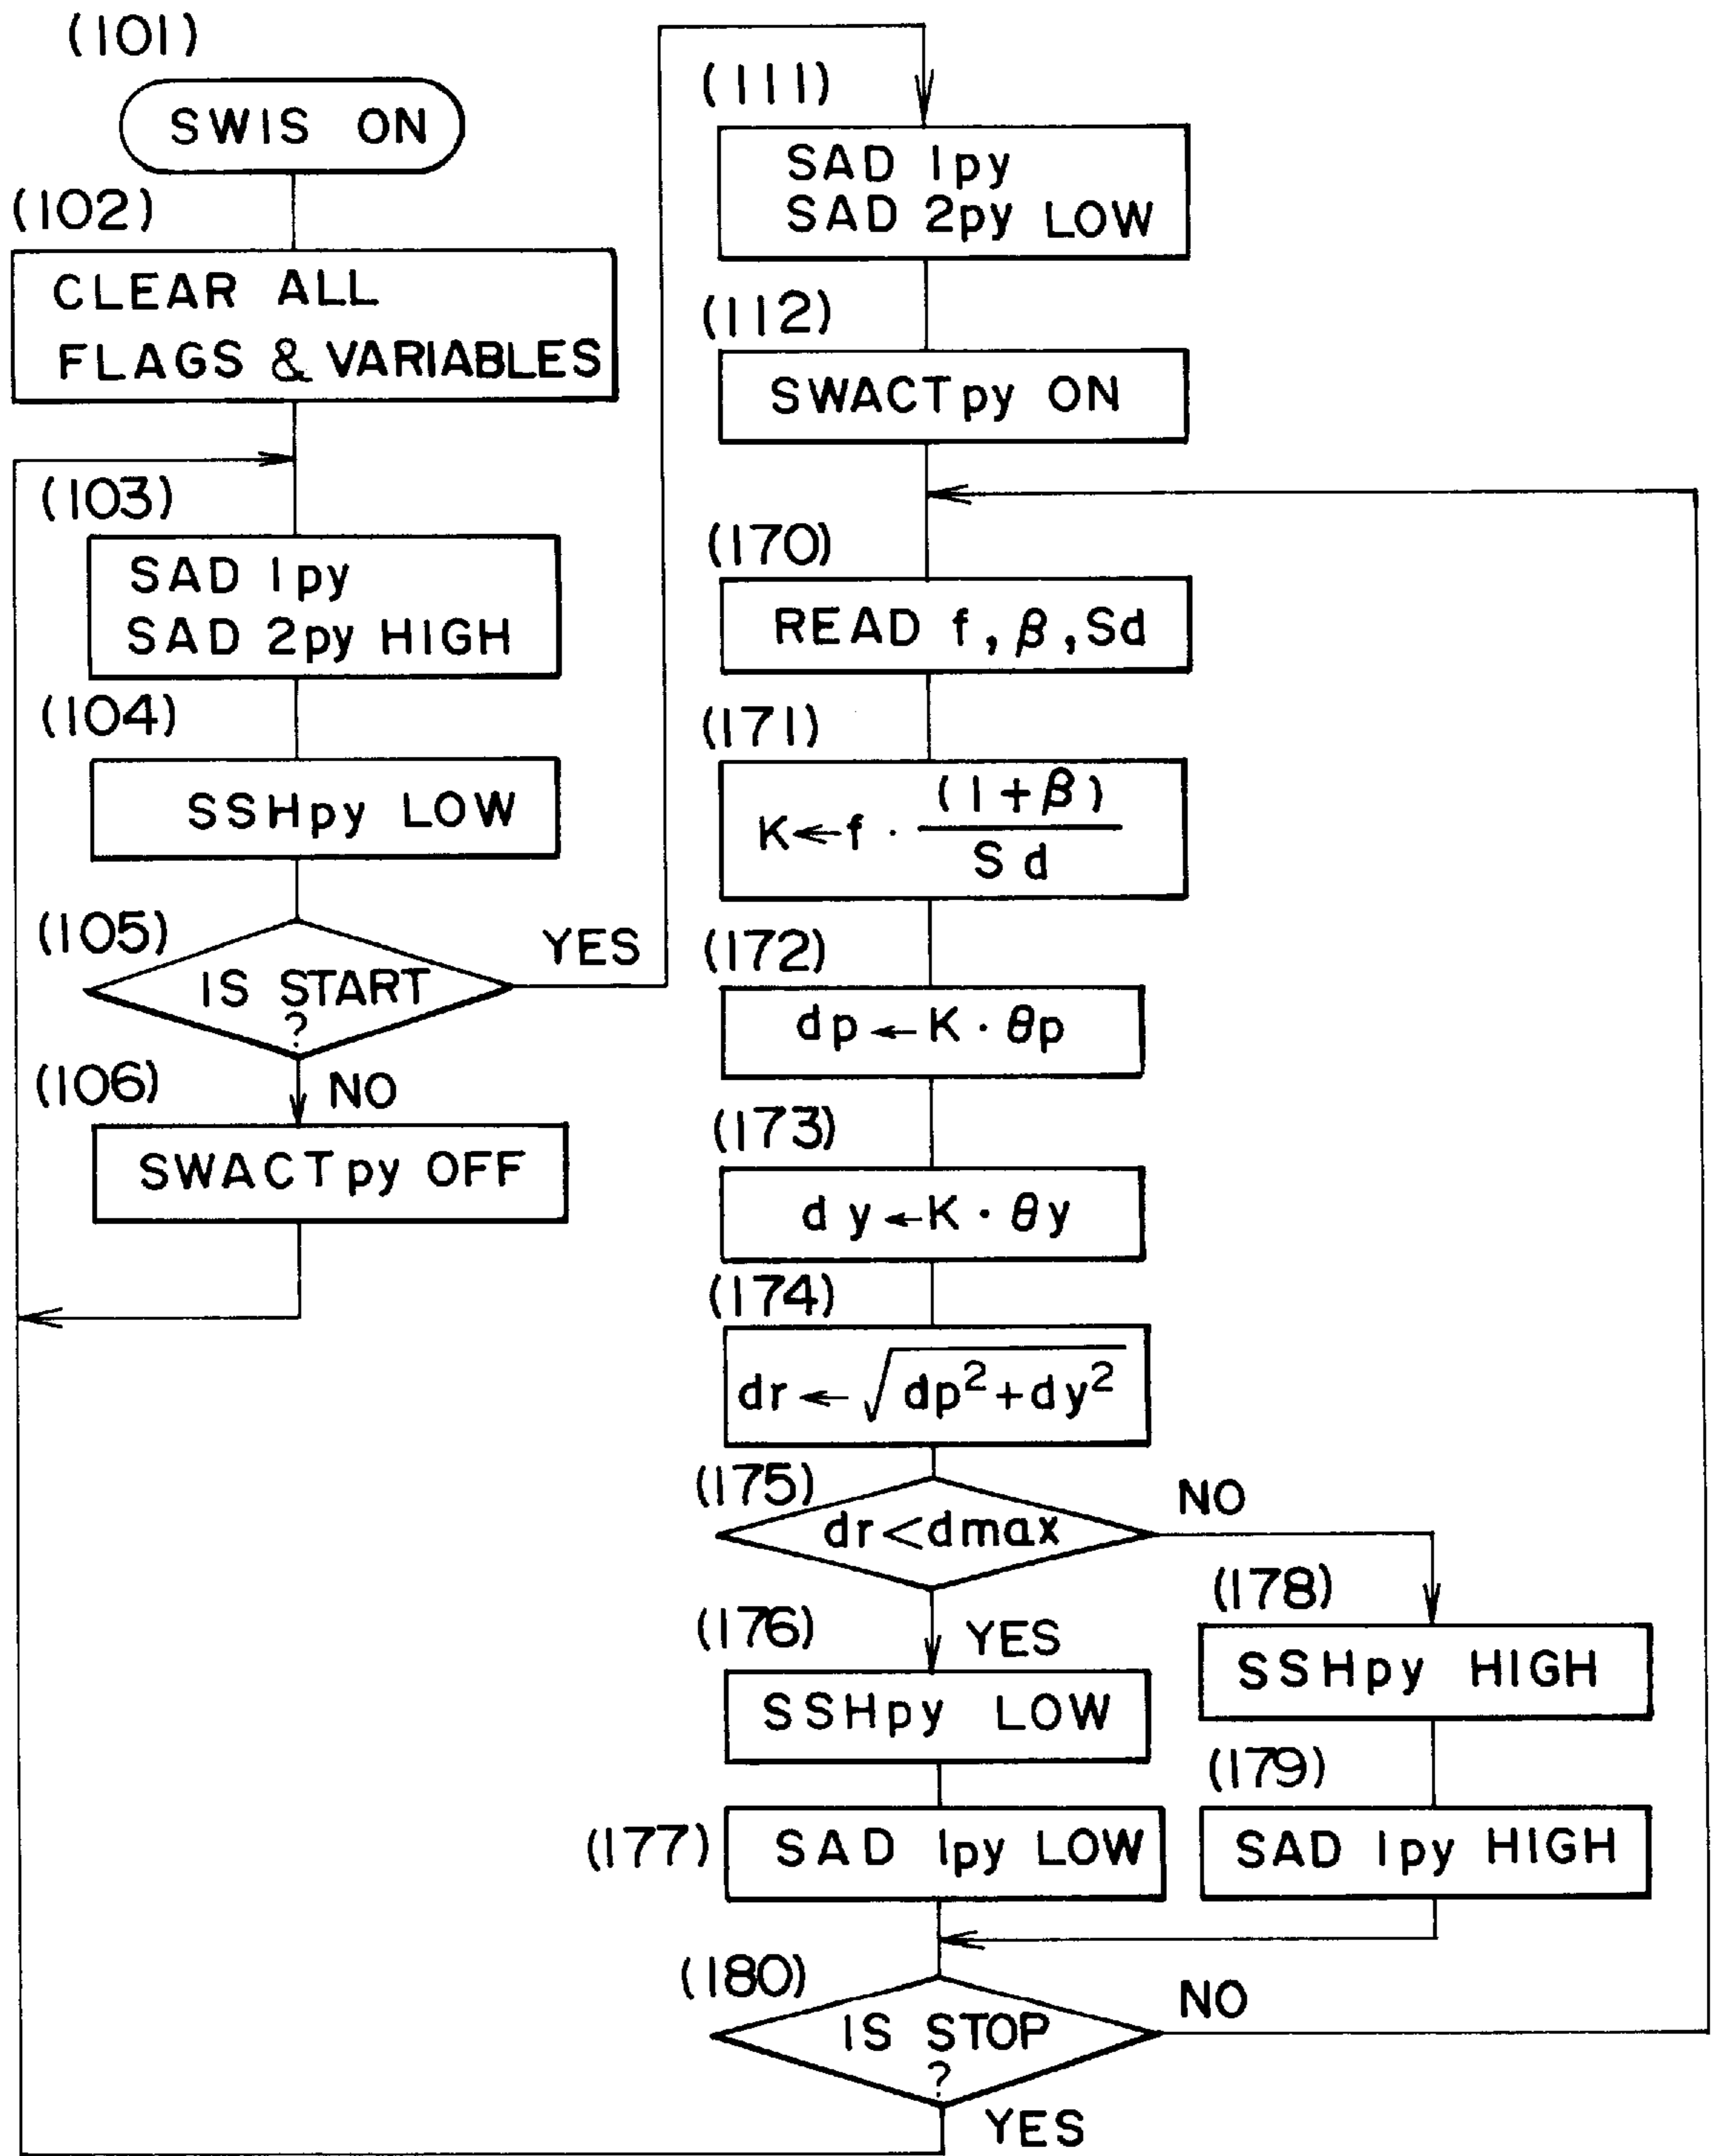 (101)
SWIS ON
(102)
CLEAR ALL
FLAGS & VARIABLES
(103)
SAD 1py
SAD 2py HIGH
(104)
SSHpy LOW
(105)
IS START
?
YES
NO
(106)
SWACTpy OFF
(111)
SAD 1py
SAD 2py LOW
(112)
SWACTpy ON
(170)
READ f, β, Sd
(171)
K←f · (1+β)
Sd
(172)
dp←K · θp
(173)
dy←K · θy
(174)
dr←√dp²+dy²
(175)
dr<dmax
NO
YES
(176)
SSHpy LOW
(177)
SAD 1py LOW
(178)
SSHpy HIGH
(179)
SAD 1py HIGH
(180)
IS STOP
?
NO
YES